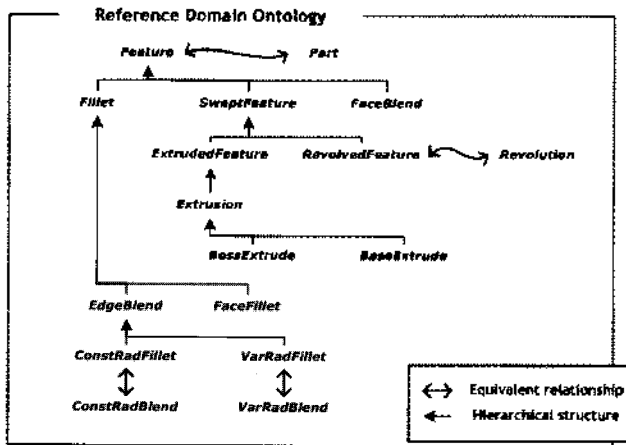 Reference Domain Ontology
Feature Part
Fillet SweptFeature FaceBlend
ExtrudedFeature RevolvedFeature Revolution
Extrusion
BossExtrude BaseExtrude
EdgeBlend FaceFillet
ConstRadFillet VarRadFillet
ConstRadBlend VarRadBlend
Equivalent relationship
Hierarchical structure